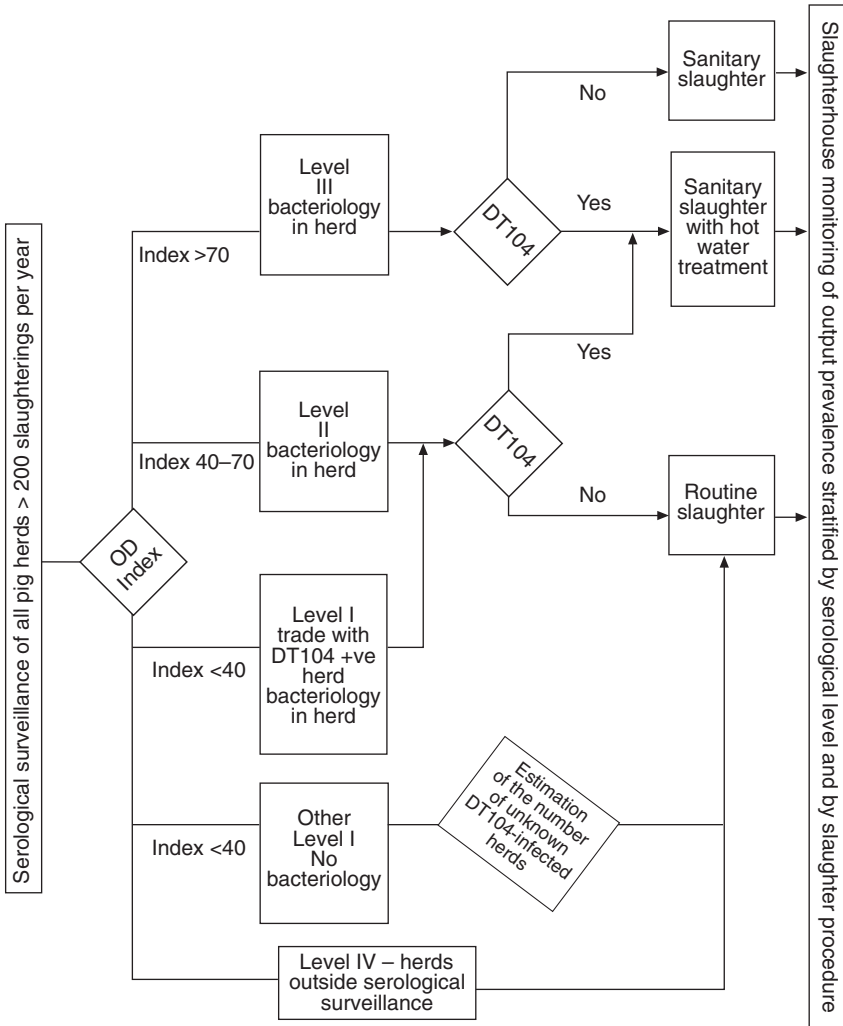 Serological surveillance of all pig herds > 200 slaughterings per year
OD
Index
Index >70
Level
III
bacteriology
in herd
DT104
No
Sanitary
slaughter
Yes
Sanitary
slaughter
with hot
water
treatment
Index 40–70
Level
II
bacteriology
in herd
DT104
Yes
No
Routine
slaughter
Index <40
Level I
trade with
DT104 +ve
herd
bacteriology
in herd
Index <40
Other
Level I
No
bacteriology
Estimation
of the number
of unknown
DT104-infected
herds
Level IV – herds
outside serological
surveillance
Slaughterhouse monitoring of output prevalence stratified by serological level and by slaughter procedure